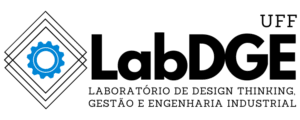 UFF
LabDGE
LABORATÓRIO DE DESIGN THINKING,
GESTÃO E ENGENHARIA INDUSTRIAL